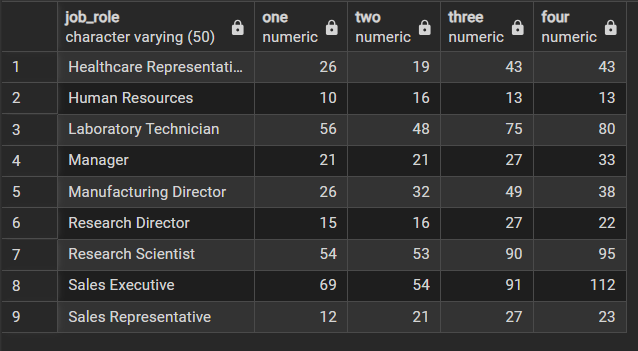 job_role one two three four
character varying (50) numeric numeric numeric numeric
1 Healthcare Representati... 26 19 43 43
2 Human Resources 10 16 13 13
3 Laboratory Technician 56 48 75 80
4 Manager 21 21 27 33
5 Manufacturing Director 26 32 49 38
6 Research Director 15 16 27 22
7 Research Scientist 54 53 90 95
8 Sales Executive 69 54 91 112
9 Sales Representative 12 21 27 23